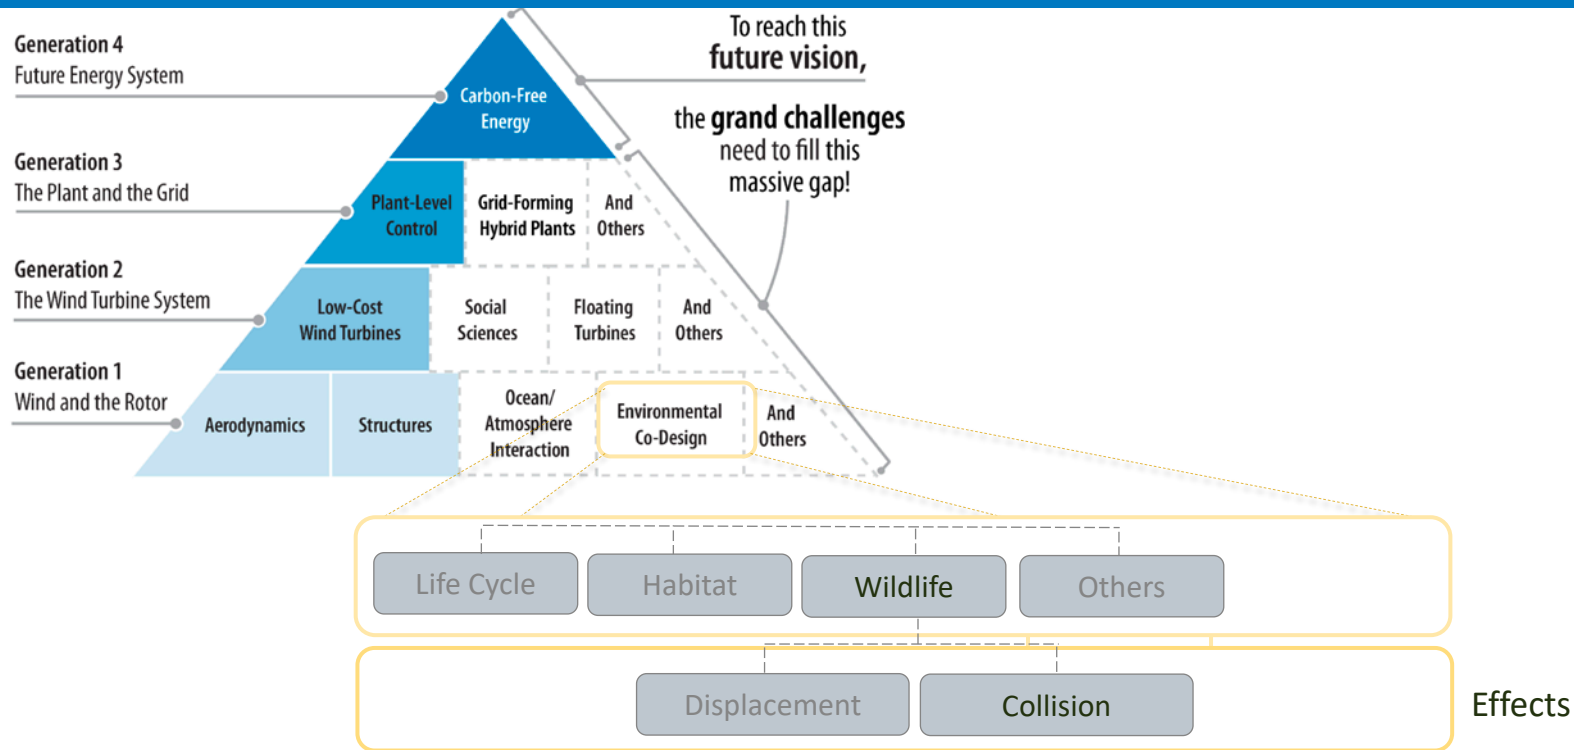 Generation 4
Future Energy System
Carbon-Free
Energy
To reach this
future vision,
the grand challenges
need to fill this
massive gap!
Generation 3
The Plant and the Grid
Plant-Level
Control
Grid-Forming
Hybrid Plants
And
Others
Generation 2
The Wind Turbine System
Low-Cost
Wind Turbines
Social
Sciences
Floating
Turbines
And
Others
Generation 1
Wind and the Rotor
Aerodynamics
Structures
Ocean/
Atmosphere
Interaction
Environmental
Co-Design
And
Others
Life Cycle
Habitat
Wildlife
Others
Displacement
Collision
Effects